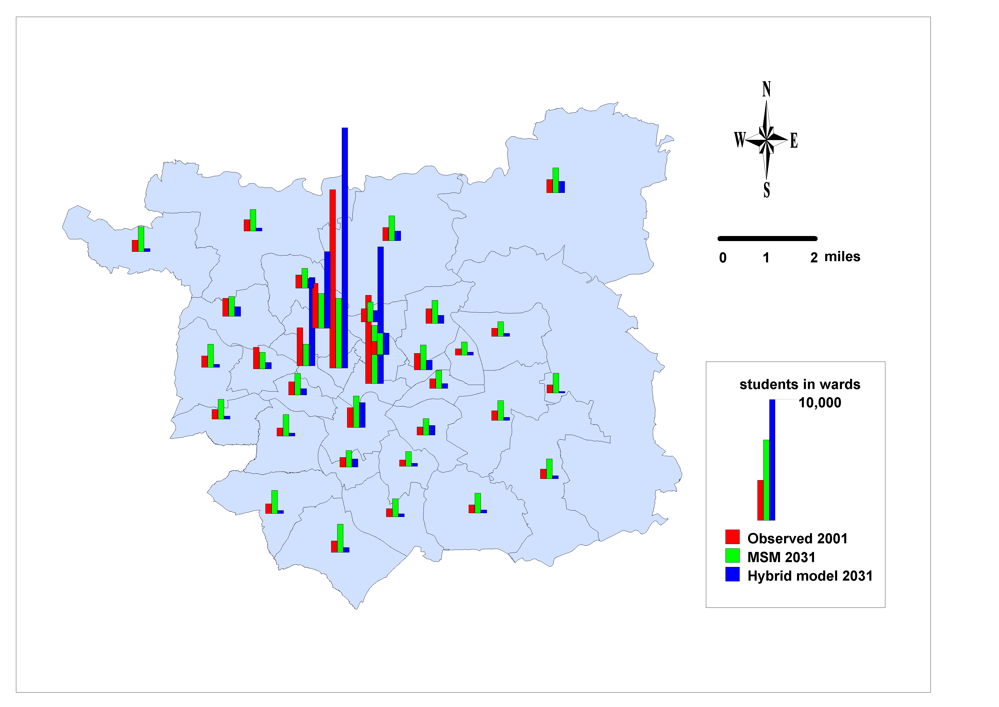 N
W E
S
0 1 2 miles
students in wards
10,000
Observed 2001
MSM 2031
Hybrid model 2031